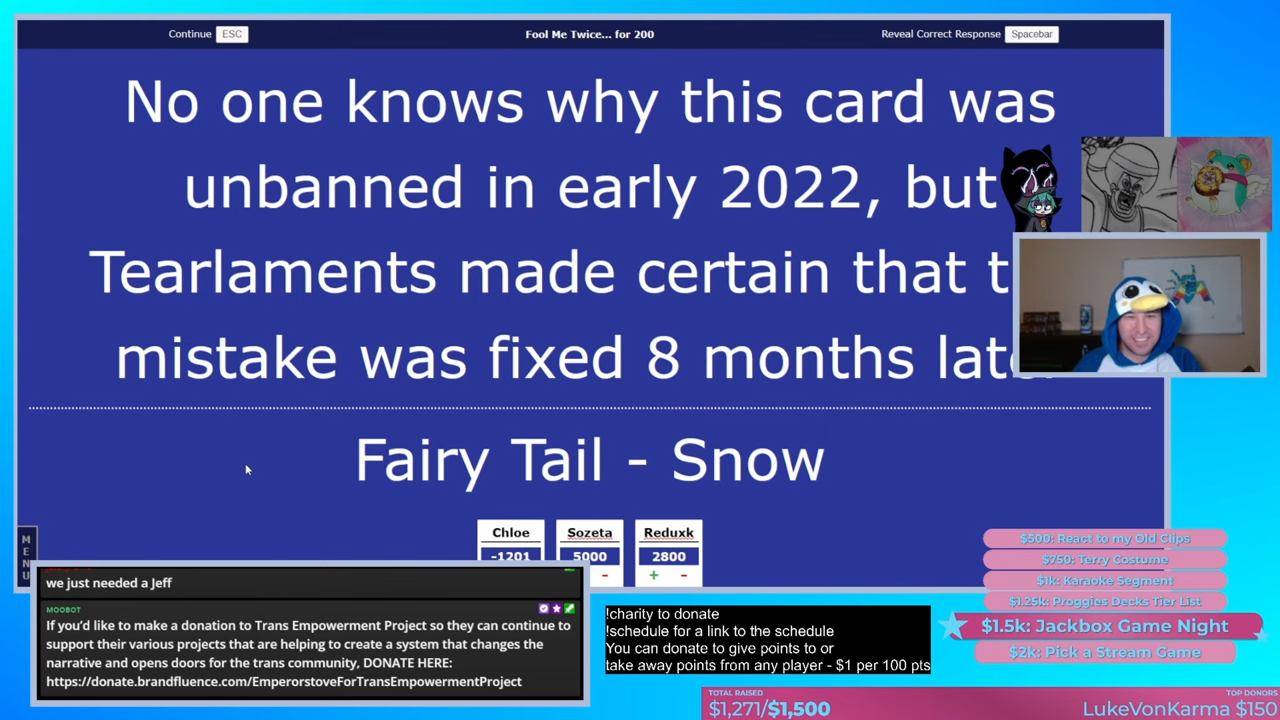 Continue ESC
Fool Me Twice... for 200
Reveal Correct Response Spacebar
No one knows why this card was
unbanned in early 2022, but
Tearlaments made certain that
mistake was fixed 8 months
Fairy Tail - Snow
Chloe Sozeta Reduxk
-1201 5000 2800
- + -
MENU
we just needed a Jeff
MOOBOT
If you'd like to make a donation to Trans Empowerment Project so they can continue to
support their various projects that are helping to create a system that changes the
narrative and opens doors for the trans community, DONATE HERE:
https://donate.brandfluence.com/EmperorstoveForTransEmpowermentProject
!charity to donate
!schedule for a link to the schedule
You can donate to give points to or
take away points from any player - $1 per 100 pts
$500: React to my Old Clips
$750: Terry Costume
$1k: Karaoke Segment
$1.25k: Proggies Decks Tier List
$1.5k: Jackbox Game Night
$2k: Pick a Stream Game
TOTAL RAISED
$1,271/$1,500
TOP DONORS
LukeVonKarma $150